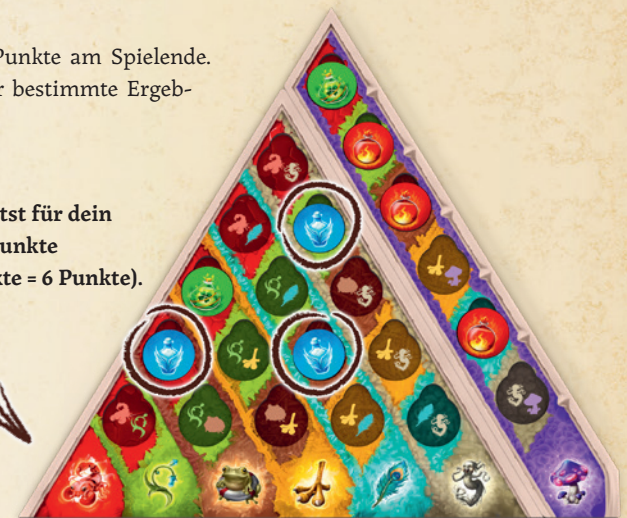 Punkte am Spielende.
r bestimmte Ergeb-
tst für dein
unkte
kte = 6 Punkte).